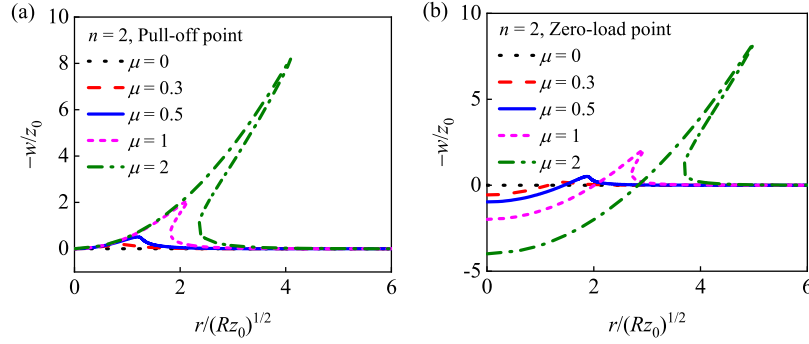 (a)
n = 2, Pull-off point
μ = 0
μ = 0.3
μ = 0.5
μ = 1
μ = 2
10
8
6
4
2
0
0 2 4 6
−w/z₀
r/(Rz₀)^{1/2}
(b)
n = 2, Zero-load point
μ = 0
μ = 0.3
μ = 0.5
μ = 1
μ = 2
10
5
0
-5
0 2 4 6
−w/z₀
r/(Rz₀)^{1/2}